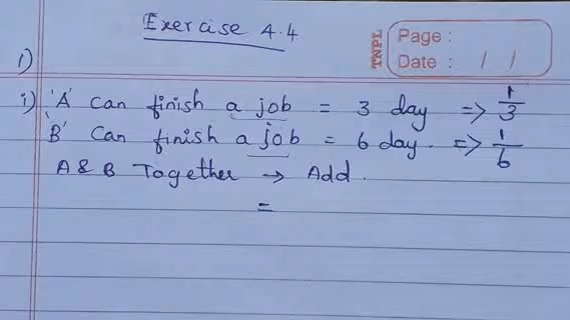 Exercise 4.4
TNPL
Page :
Date : / /
1)
i) 'A' Can finish a job = 3 day => 1/3
'B' Can finish a job = 6 day. => 1/6
A & B Together → Add.
=